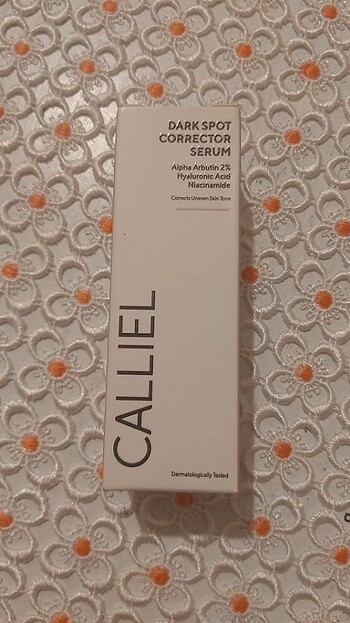 DARK SPOT
CORRECTOR
SERUM
Alpha Arbutin 2%
Hyaluronic Acid
Niacinamide
Corrects Uneven Skin Tone
CALLIEL
Dermatologically Tested